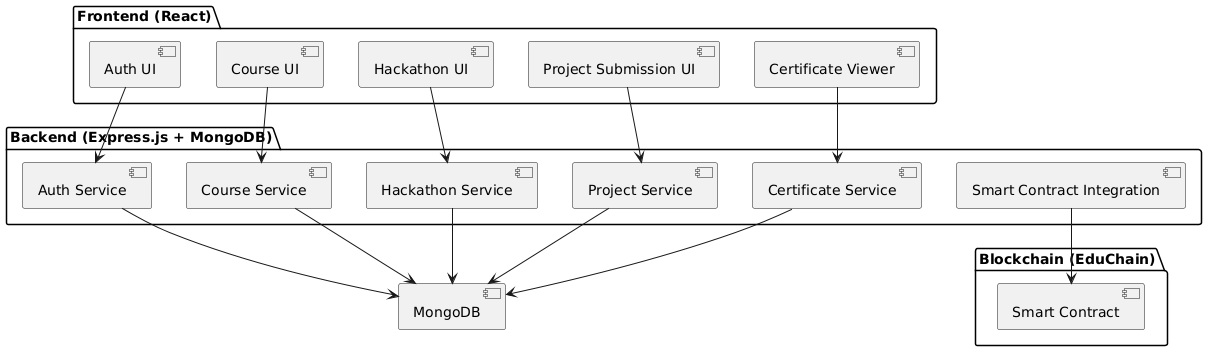 Frontend (React)
Auth UI
Course UI
Hackathon UI
Project Submission UI
Certificate Viewer
Backend (Express.js + MongoDB)
Auth Service
Course Service
Hackathon Service
Project Service
Certificate Service
Smart Contract Integration
Blockchain (EduChain)
MongoDB
Smart Contract